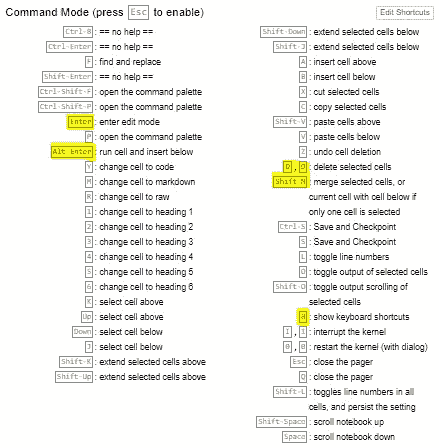 Command Mode (press Esc to enable)
Edit Shortcuts
Ctrl-B : == no help ==
Ctrl-Enter : == no help ==
F : find and replace
Shift-Enter : == no help ==
Ctrl-Shift-F : open the command palette
Ctrl-Shift-P : open the command palette
Enter : enter edit mode
P : open the command palette
Alt-Enter : run cell and insert below
Y : change cell to code
M : change cell to markdown
R : change cell to raw
1 : change cell to heading 1
2 : change cell to heading 2
3 : change cell to heading 3
4 : change cell to heading 4
5 : change cell to heading 5
6 : change cell to heading 6
K : select cell above
Up : select cell above
Down : select cell below
J : select cell below
Shift-K : extend selected cells above
Shift-Up : extend selected cells above
Shift-Down : extend selected cells below
Shift-J : extend selected cells below
A : insert cell above
B : insert cell below
X : cut selected cells
C : copy selected cells
Shift-V : paste cells above
V : paste cells below
Z : undo cell deletion
D , D : delete selected cells
Shift-M : merge selected cells, or
current cell with cell below if
only one cell is selected
Ctrl-S : Save and Checkpoint
S : Save and Checkpoint
L : toggle line numbers
O : toggle output of selected cells
Shift-O : toggle output scrolling of
selected cells
H : show keyboard shortcuts
I , I : interrupt the kernel
0 , 0 : restart the kernel (with dialog)
Esc : close the pager
Q : close the pager
Shift-L : toggles line numbers in all
cells, and persist the setting
Shift-Space : scroll notebook up
Space : scroll notebook down